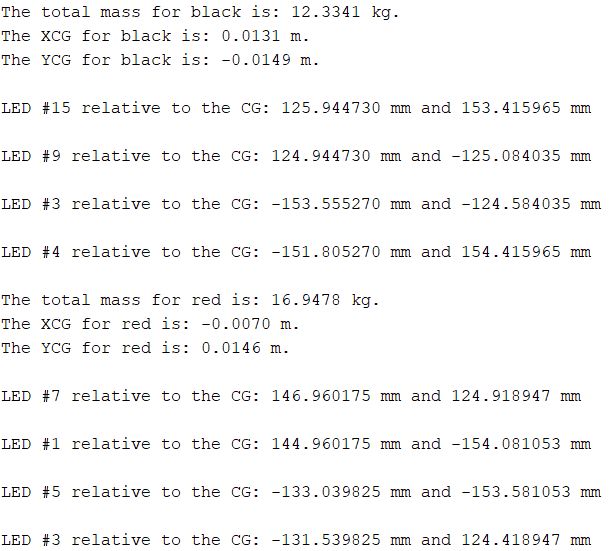 The total mass for black is: 12.3341 kg.
The XCG for black is: 0.0131 m.
The YCG for black is: -0.0149 m.
LED #15 relative to the CG: 125.944730 mm and 153.415965 mm
LED #9 relative to the CG: 124.944730 mm and -125.084035 mm
LED #3 relative to the CG: -153.555270 mm and -124.584035 mm
LED #4 relative to the CG: -151.805270 mm and 154.415965 mm
The total mass for red is: 16.9478 kg.
The XCG for red is: -0.0070 m.
The YCG for red is: 0.0146 m.
LED #7 relative to the CG: 146.960175 mm and 124.918947 mm
LED #1 relative to the CG: 144.960175 mm and -154.081053 mm
LED #5 relative to the CG: -133.039825 mm and -153.581053 mm
LED #3 relative to the CG: -131.539825 mm and 124.418947 mm